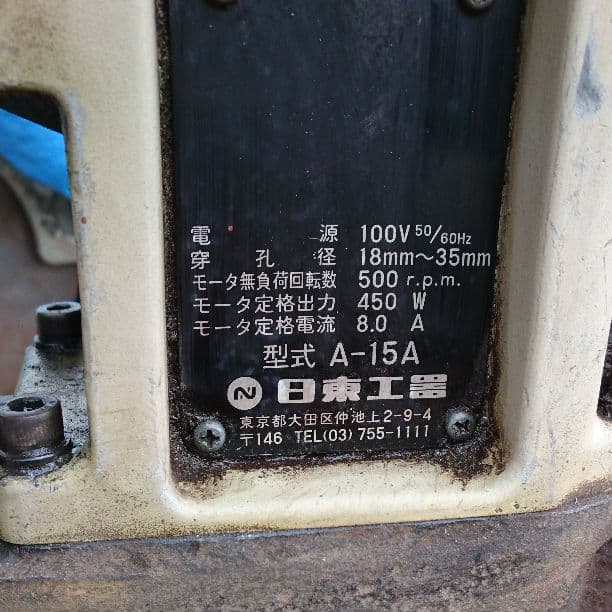 電源 100V 50/60Hz
穿孔径 18mm～35mm
モータ無負荷回転数 500 r.p.m.
モータ定格出力 450 W
モータ定格電流 8.0 A
型式 A-15A
日東工器
東京都大田区仲池上2-9-4
〒146 TEL(03)755-1111